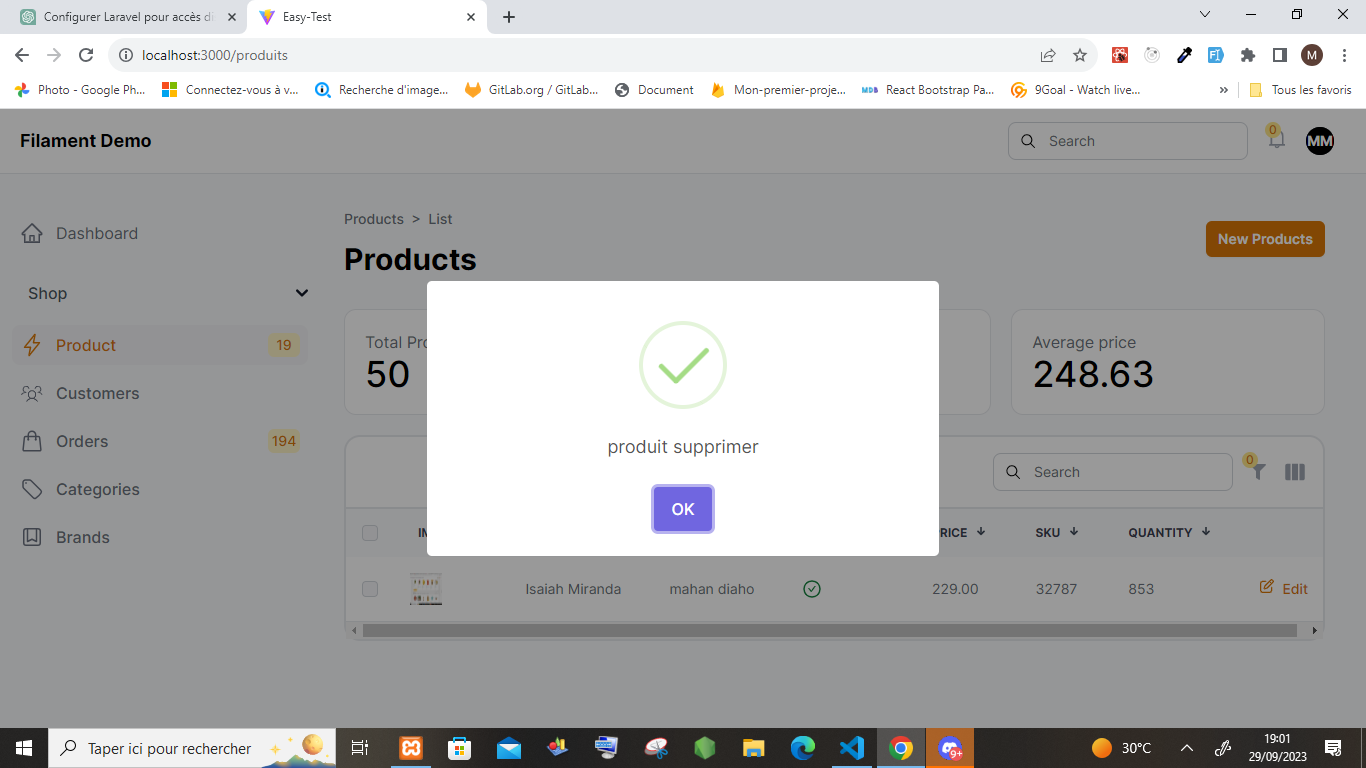 Configurer Laravel pour accès di
Easy-Test
localhost:3000/produits
M
Photo - Google Ph...
Connectez-vous à v...
Recherche d'image...
GitLab.org / GitLab...
Document
Mon-premier-proje...
MDB
React Bootstrap Pa...
9Goal - Watch live...
»
Tous les favoris
Filament Demo
Search
0
MM
Dashboard
Shop
Product
19
Customers
Orders
194
Categories
Brands
Products > List
Products
New Products
Total Pro
50
Average price
248.63
produit supprimer
OK
Search
0
IM
RICE
SKU
QUANTITY
Isaiah Miranda
mahan diaho
229.00
32787
853
Edit
Taper ici pour rechercher
9+
30°C
19:01
29/09/2023